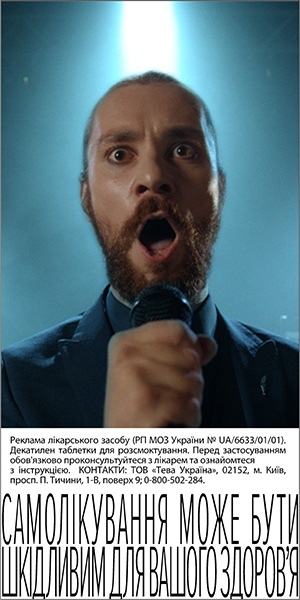 Реклама лікарського засобу (РП МОЗ України № UA/6633/01/01).
Декатилен таблетки для розсмоктування. Перед застосуванням
обов'язково проконсультуйтеся з лікарем та ознайомтеся
з інструкцією. КОНТАКТИ: ТОВ «Тева Україна», 02152, м. Київ,
просп. П. Тичини, 1-В, поверх 9; 0-800-502-284.
САМОЛІКУВАННЯ МОЖЕ БУТИ
ШКІДЛИВИМ ДЛЯ ВАШОГО ЗДОРОВ'Я